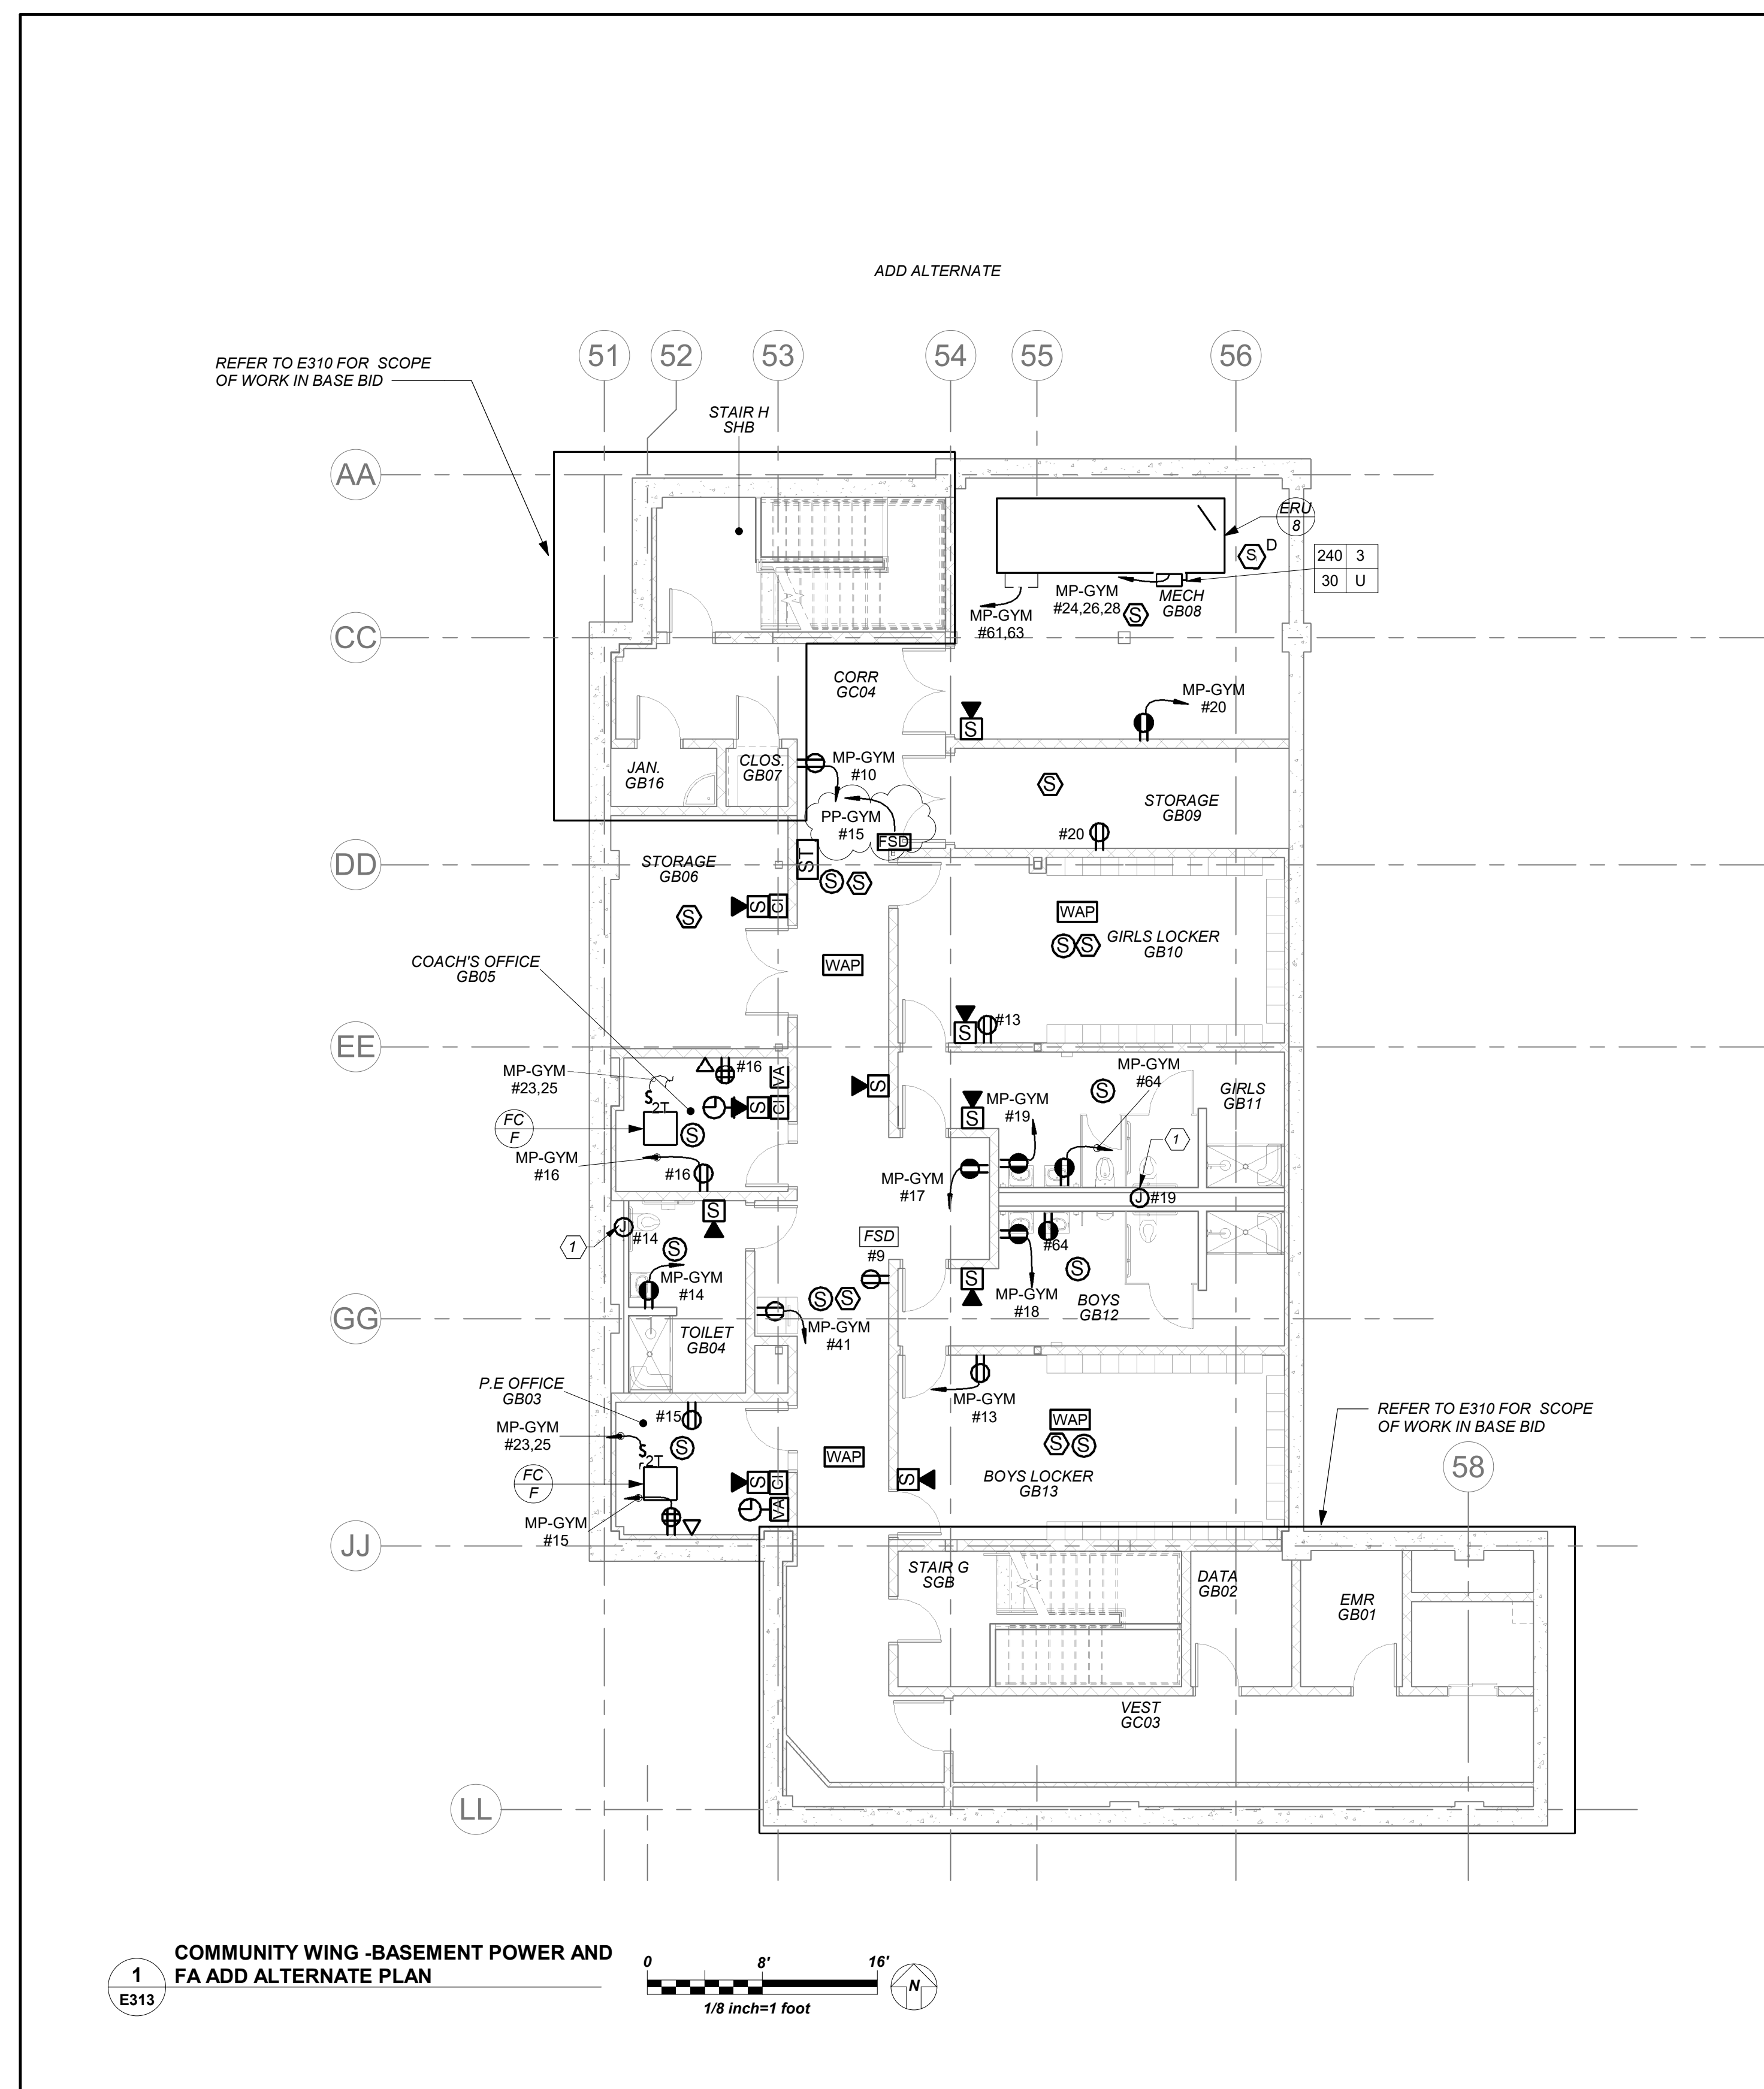 ADD ALTERNATE
51
52
53
54
55
56
REFER TO E310 FOR  SCOPE
OF WORK IN BASE BID
STAIR H
SHB
AA
ERU
8
S
D
240
3
30
U
MP-GYM
#24,26,28
MECH
GB08
S
MP-GYM
#61,63
CC
CORR
GC04
MP-GYM
#20
S
JAN.
GB16
CLOS.
GB07
MP-GYM
#10
S
STORAGE
GB09
PP-GYM
#15
FSD
#20
DD
STORAGE
GB06
ST
S
S
S
CI
S
WAP
GIRLS LOCKER
GB10
S
S
COACH'S OFFICE
GB05
WAP
S
#13
EE
MP-GYM
#23,25
#16
VA
S
2T
S
CI
S
FC
F
S
MP-GYM
#64
S
GIRLS
GB11
MP-GYM
#19
S
1
MP-GYM
#16
#16
MP-GYM
#17
J
#19
S
J
#14
1
S
FSD
#9
#64
MP-GYM
#14
S
S
S
MP-GYM
#18
S
BOYS
GB12
GG
TOILET
GB04
MP-GYM
#41
P.E OFFICE
GB03
MP-GYM
#13
#15
MP-GYM
#23,25
S
2T
S
WAP
S
S
REFER TO E310 FOR  SCOPE
OF WORK IN BASE BID
WAP
58
FC
F
S
CI
S
BOYS LOCKER
GB13
VA
MP-GYM
#15
JJ
STAIR G
SGB
DATA
GB02
EMR
GB01
VEST
GC03
LL
COMMUNITY WING -BASEMENT POWER AND
FA ADD ALTERNATE PLAN
1
E313
0
8'
16'
1/8 inch=1 foot
N